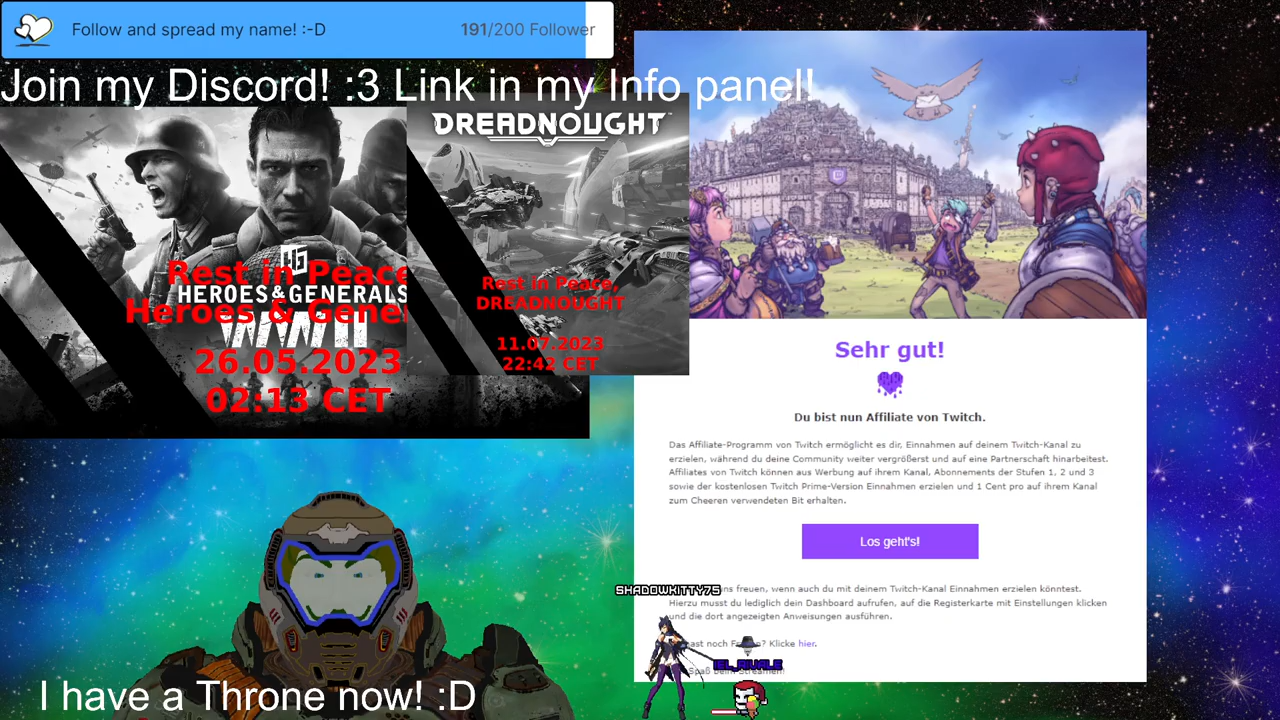 Follow and spread my name! :-D
191/200 Follower
Join my Discord! :3 Link in my Info panel!
DREADNOUGHT
Rest in Peace,
DREADNOUGHT
11.07.2023
22:42 CET
Rest in Peace
HEROES & GENERALS
Heroes & Gene
WWII
26.05.2023
02:13 CET
Sehr gut!
Du bist nun Affiliate von Twitch.
Das Affiliate-Programm von Twitch ermöglicht es dir, Einnahmen auf deinem Twitch-Kanal zu
erzielen, während du deine Community weiter vergrößerst und auf eine Partnerschaft hinarbeitest.
Affiliates von Twitch können aus Werbung auf ihrem Kanal, Abonnements der Stufen 1, 2 und 3
sowie der kostenlosen Twitch Prime-Version Einnahmen erzielen und 1 Cent pro auf ihrem Kanal
zum Cheeren verwendeten Bit erhalten.
Los geht's!
ns freuen, wenn auch du mit deinem Twitch-Kanal Einnahmen erzielen könntest.
Hierzu musst du lediglich dein Dashboard aufrufen, auf die Registerkarte mit Einstellungen klicken
und die dort angezeigten Anweisungen ausführen.
SHADOWKITTY75
ast noch Fragen? Klicke hier.
Spaß beim Streamen!
I have a Throne now! :D